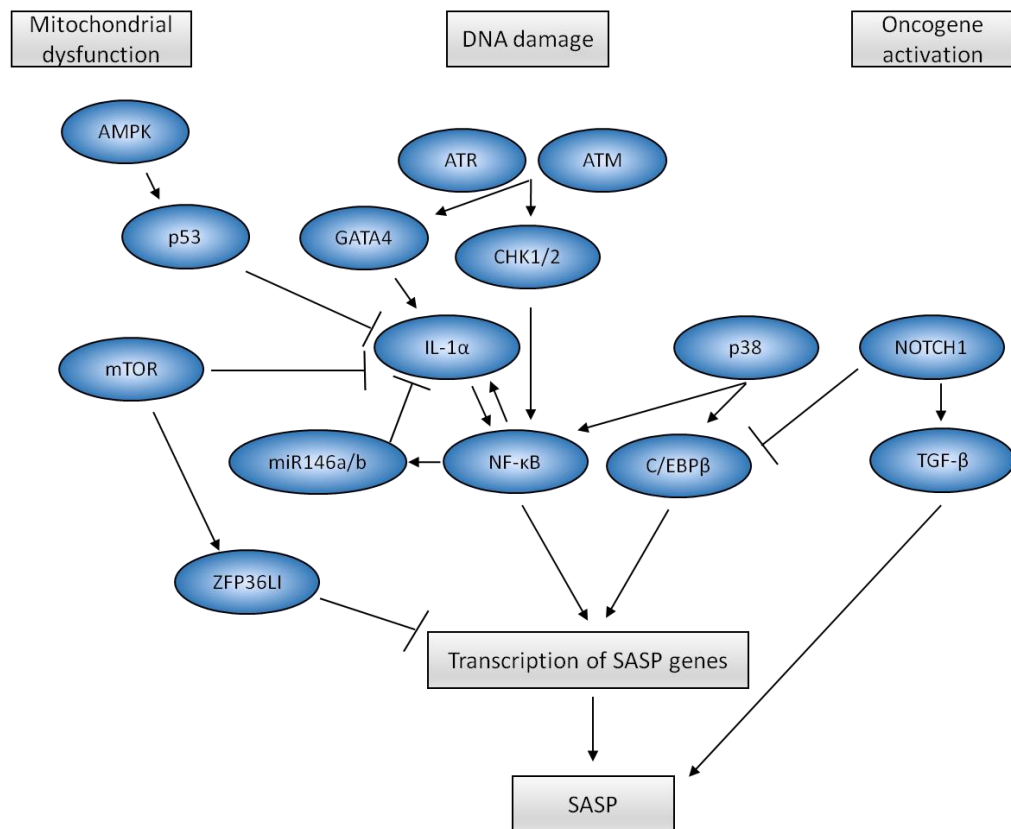 Mitochondrial
dysfunction
DNA damage
Oncogene
activation
AMPK
ATR
ATM
p53
GATA4
CHK1/2
IL-1α
p38
NOTCH1
mTOR
miR146a/b
NF-κB
C/EBPβ
TGF-β
ZFP36LI
Transcription of SASP genes
SASP